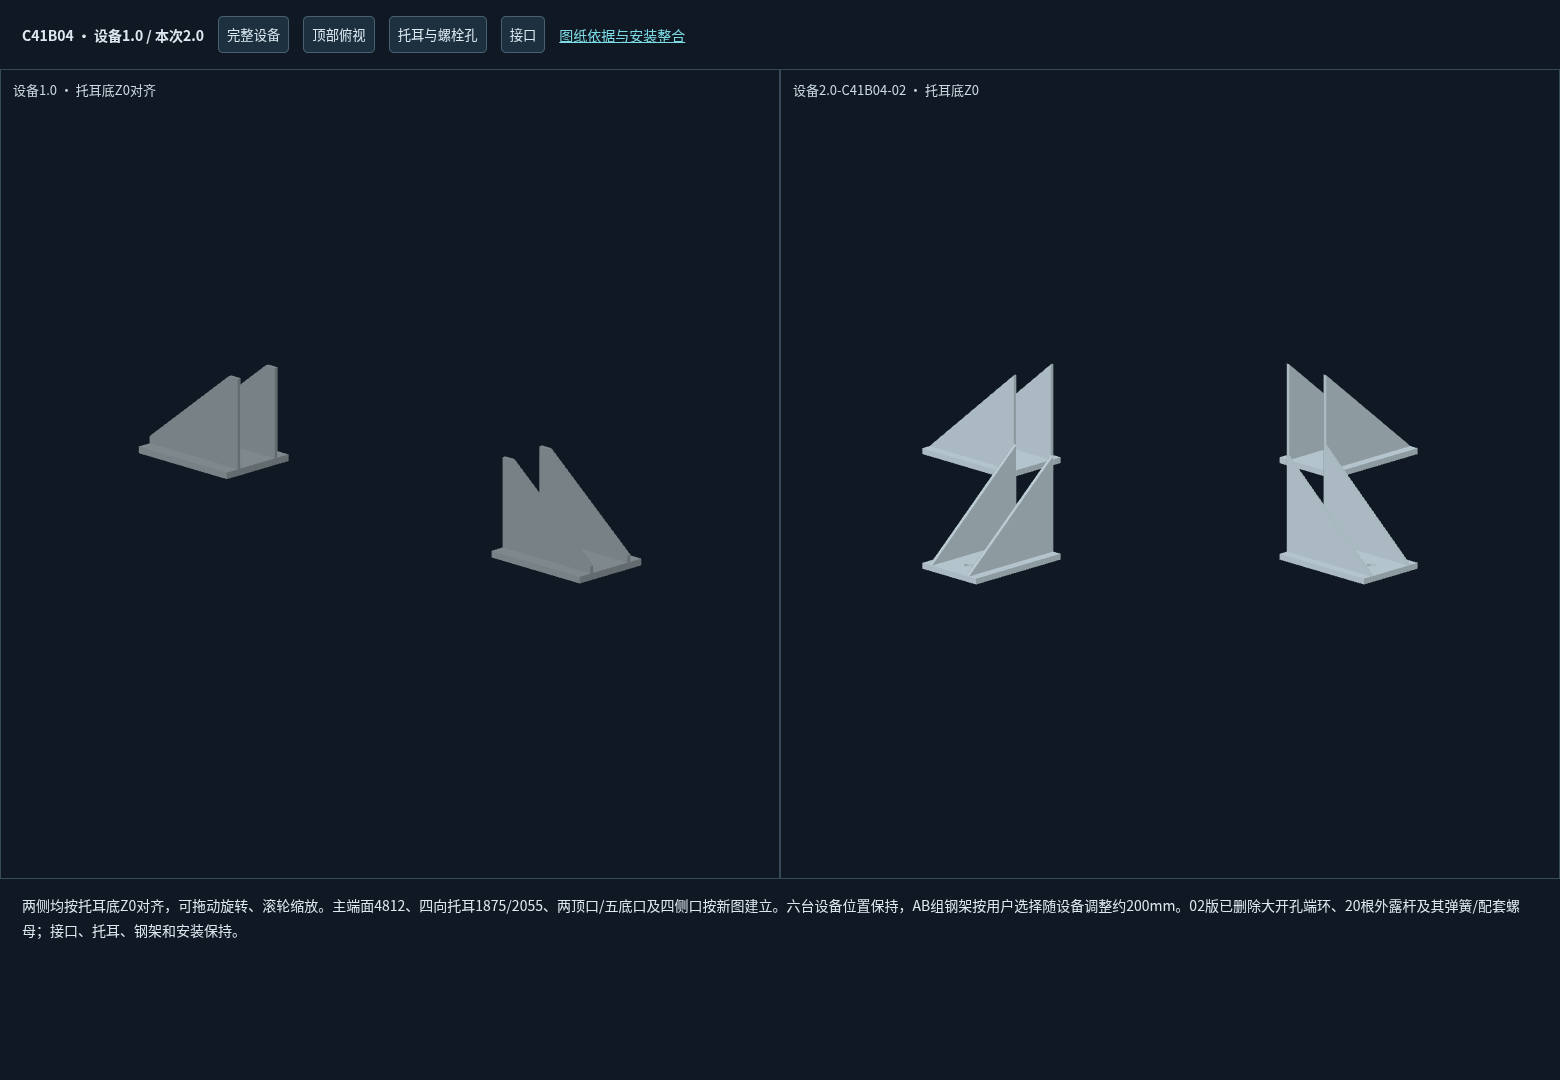 C41B04 · 设备1.0 / 本次2.0 完整设备 顶部俯视 托耳与螺栓孔 接口 图纸依据与安装整合
设备1.0 · 托耳底Z0对齐
设备2.0-C41B04-02 · 托耳底Z0
两侧均按托耳底Z0对齐，可拖动旋转、滚轮缩放。主端面4812、四向托耳1875/2055、两顶口/五底口及四侧口按新图建立。六台设备位置保持，AB组钢架按用户选择随设备调整约200mm。02版已删除大开孔端环、20根外露杆及其弹簧/配套螺
母；接口、托耳、钢架和安装保持。